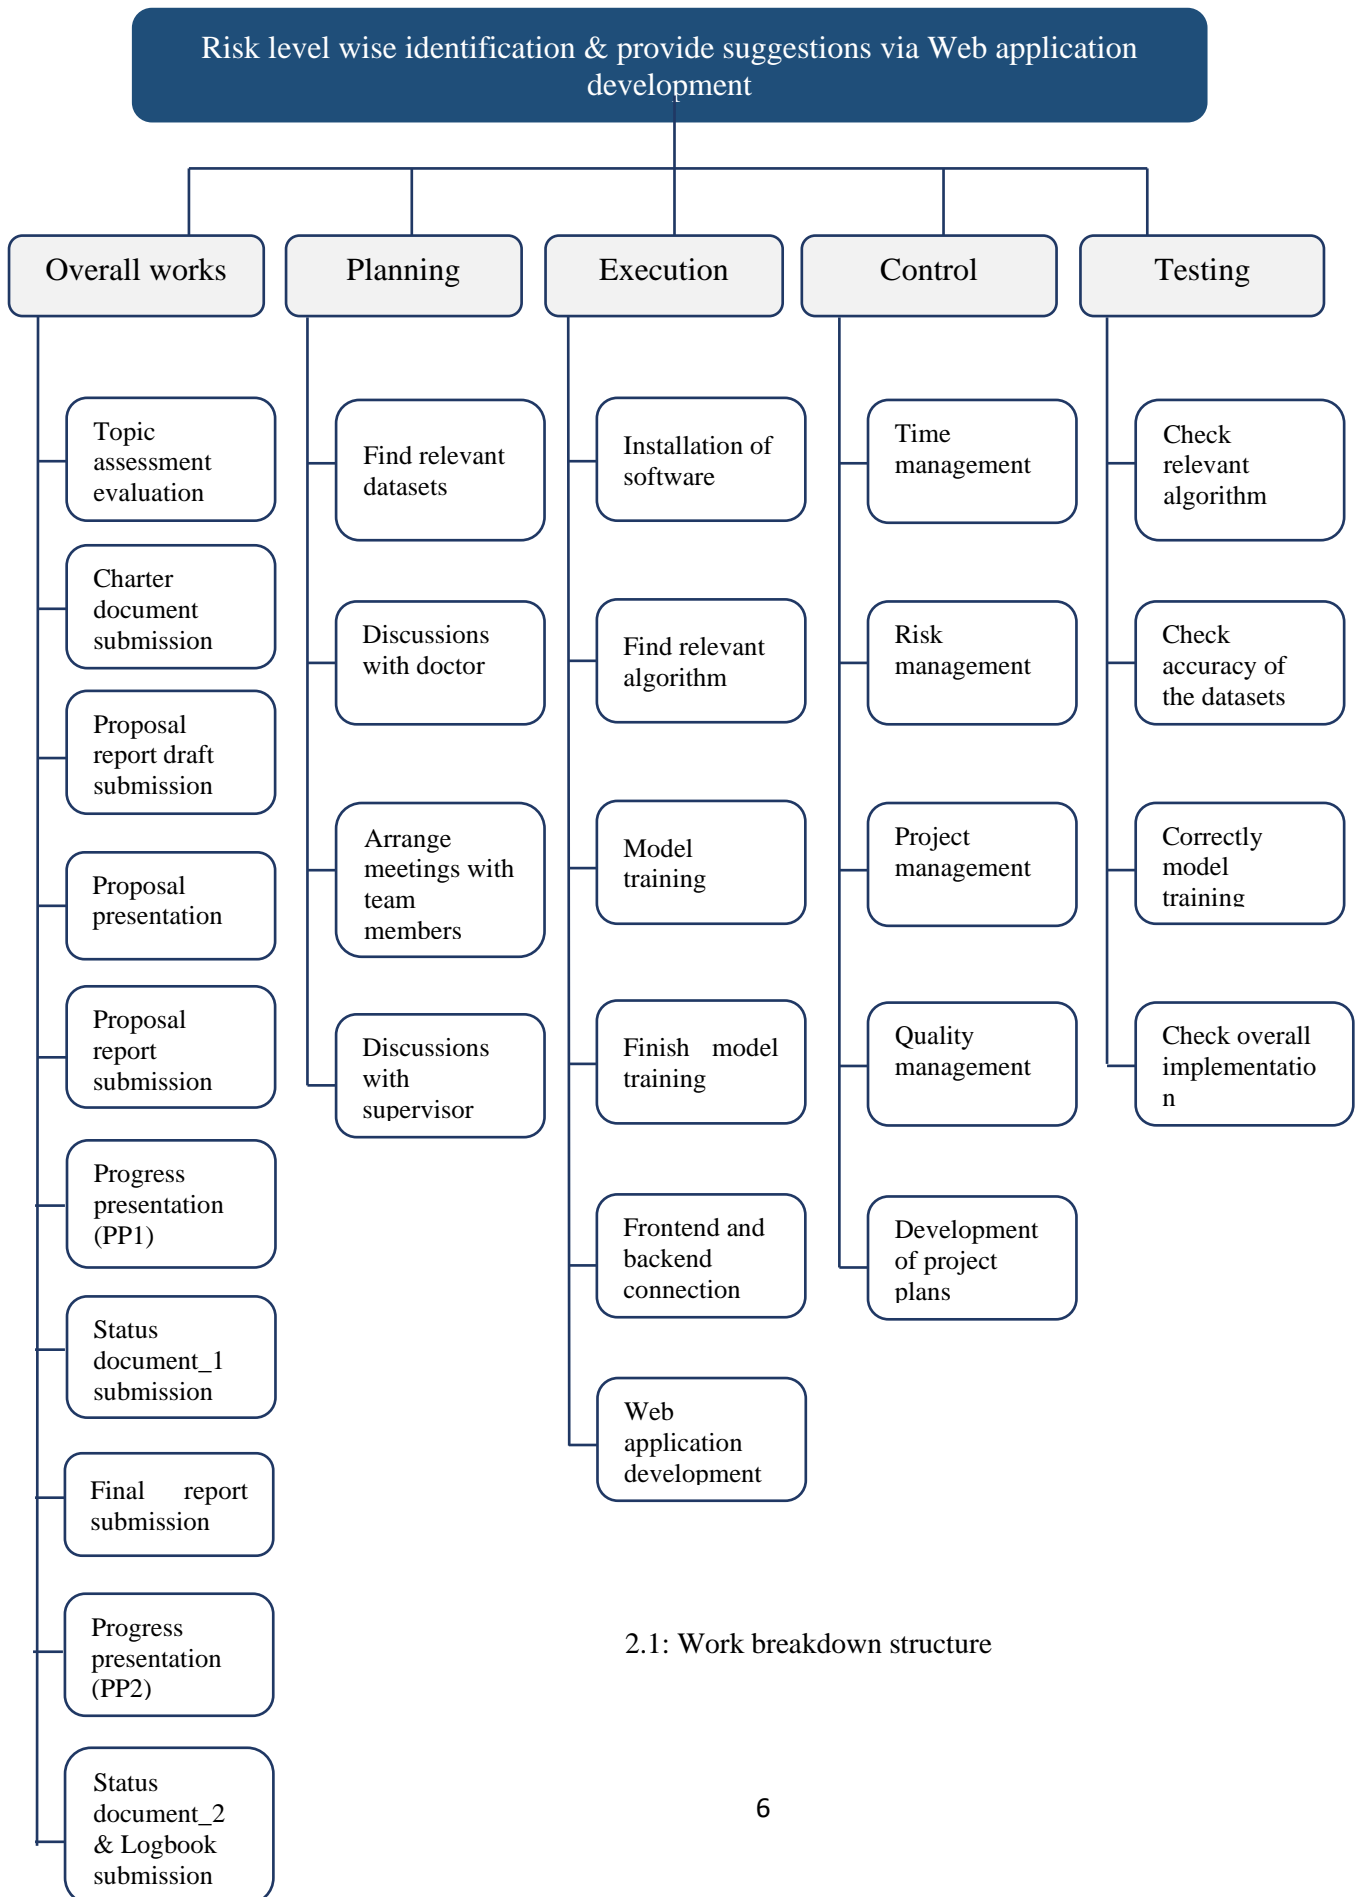 Risk level wise identification & provide suggestions via Web application
development
Overall works
Planning
Execution
Control
Testing
Topic
assessment
evaluation
Charter
document
submission
Proposal
report draft
submission
Proposal
presentation
Proposal
report
submission
Progress
presentation
(PP1)
Status
document_1
submission
Final report
submission
Progress
presentation
(PP2)
Status
document_2
& Logbook
submission
Find relevant
datasets
Discussions
with doctor
Arrange
meetings with
team
members
Discussions
with
supervisor
Installation of
software
Find relevant
algorithm
Model
training
Finish model
training
Frontend and
backend
connection
Web
application
development
Time
management
Risk
management
Project
management
Quality
management
Development
of project
plans
Check
relevant
algorithm
Check
accuracy of
the datasets
Correctly
model
training
Check overall
implementatio
n
2.1: Work breakdown structure
6